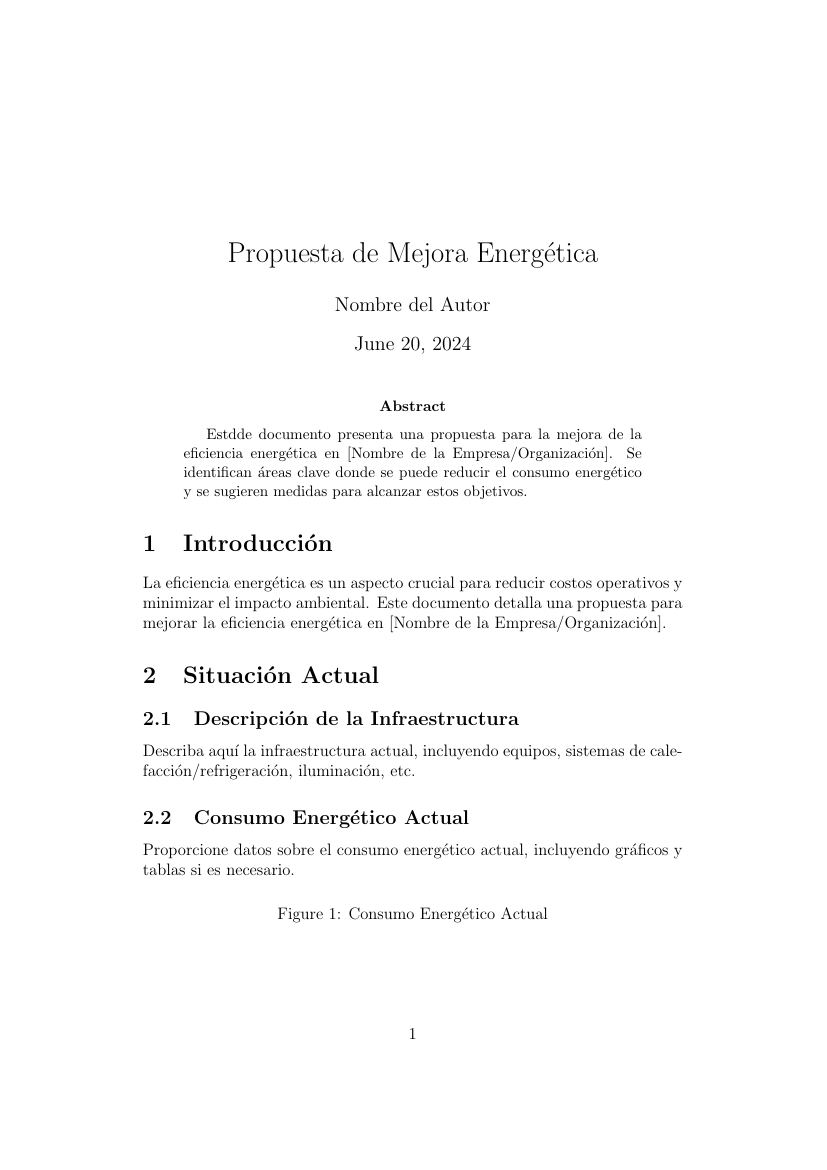 Propuesta de Mejora Energética
Nombre del Autor
June 20, 2024
Abstract
Estdde documento presenta una propuesta para la mejora de la
eficiencia energética en [Nombre de la Empresa/Organización]. Se
identifican áreas clave donde se puede reducir el consumo energético
y se sugieren medidas para alcanzar estos objetivos.
1 Introducción
La eficiencia energética es un aspecto crucial para reducir costos operativos y
minimizar el impacto ambiental. Este documento detalla una propuesta para
mejorar la eficiencia energética en [Nombre de la Empresa/Organización].
2 Situación Actual
2.1 Descripción de la Infraestructura
Describa aquí la infraestructura actual, incluyendo equipos, sistemas de cale-
facción/refrigeración, iluminación, etc.
2.2 Consumo Energético Actual
Proporcione datos sobre el consumo energético actual, incluyendo gráficos y
tablas si es necesario.
Figure 1: Consumo Energético Actual
1